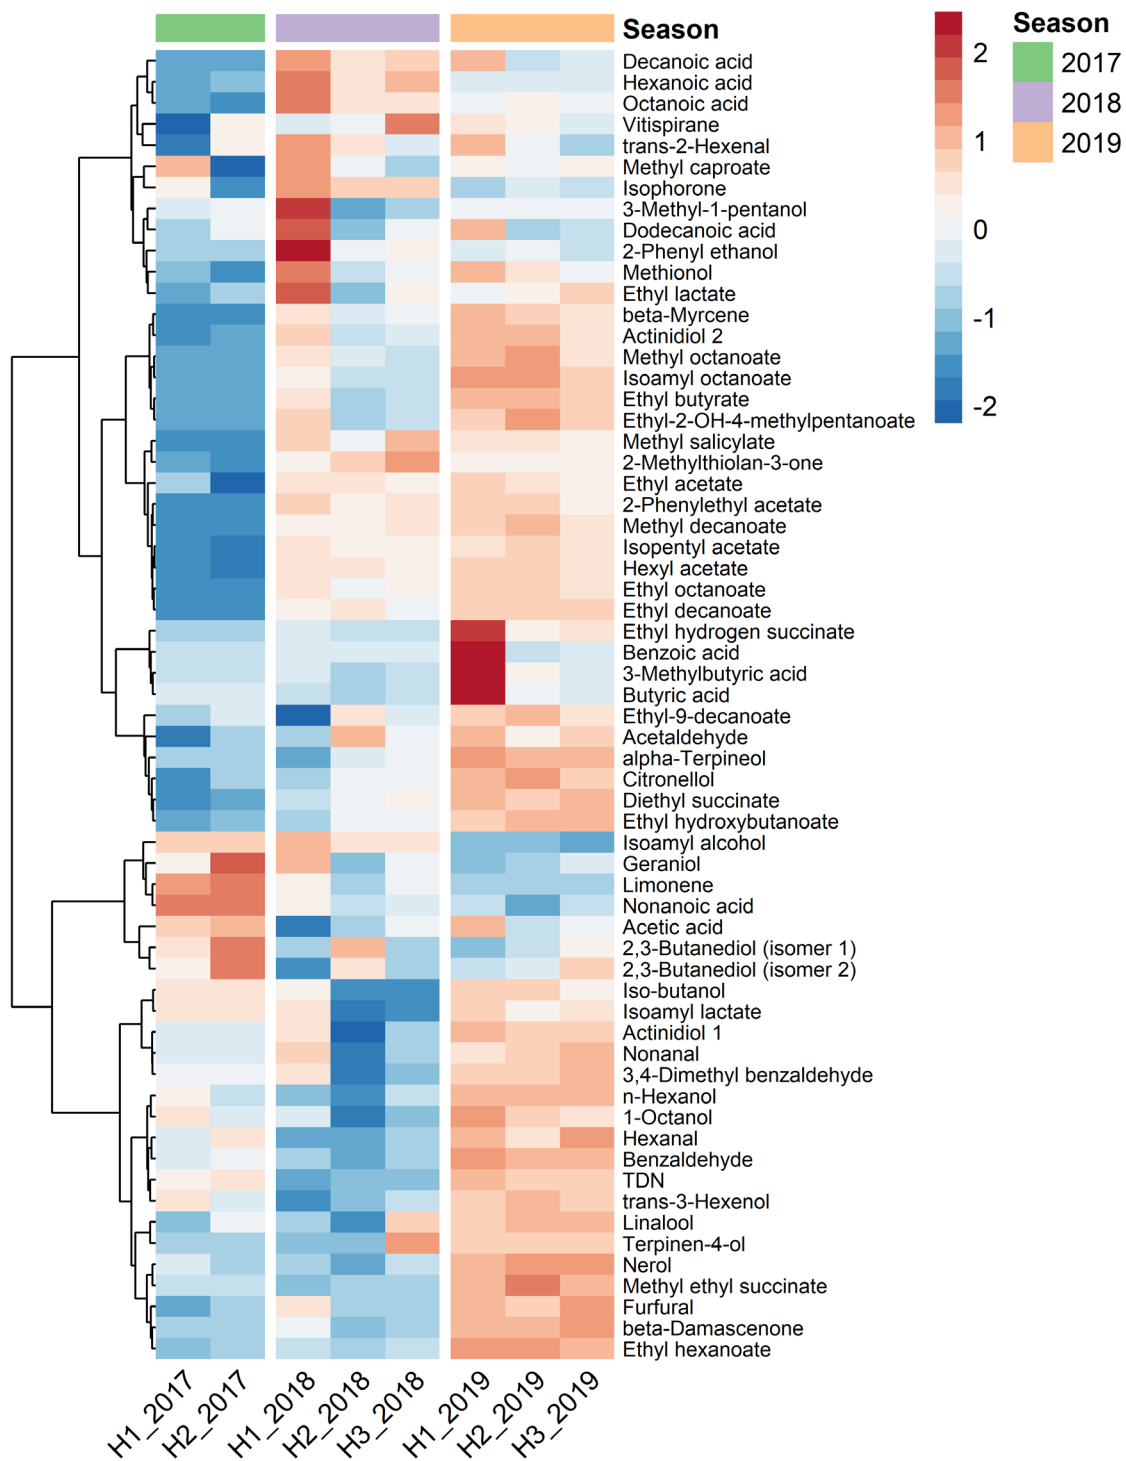 Season
Decanoic acid
Hexanoic acid
Octanoic acid
Vitispirane
trans-2-Hexenal
Methyl caproate
Isophorone
3-Methyl-1-pentanol
Dodecanoic acid
2-Phenyl ethanol
Methionol
Ethyl lactate
beta-Myrcene
Actinidiol 2
Methyl octanoate
Isoamyl octanoate
Ethyl butyrate
Ethyl-2-OH-4-methylpentanoate
Methyl salicylate
2-Methylthiolan-3-one
Ethyl acetate
2-Phenylethyl acetate
Methyl decanoate
Isopentyl acetate
Hexyl acetate
Ethyl octanoate
Ethyl decanoate
Ethyl hydrogen succinate
Benzoic acid
3-Methylbutyric acid
Butyric acid
Ethyl-9-decanoate
Acetaldehyde
alpha-Terpineol
Citronellol
Diethyl succinate
Ethyl hydroxybutanoate
Isoamyl alcohol
Geraniol
Limonene
Nonanoic acid
Acetic acid
2,3-Butanediol (isomer 1)
2,3-Butanediol (isomer 2)
Iso-butanol
Isoamyl lactate
Actinidiol 1
Nonanal
3,4-Dimethyl benzaldehyde
n-Hexanol
1-Octanol
Hexanal
Benzaldehyde
TDN
trans-3-Hexenol
Linalool
Terpinen-4-ol
Nerol
Methyl ethyl succinate
Furfural
beta-Damascenone
Ethyl hexanoate
H1_2017
H2_2017
H1_2018
H2_2018
H3_2018
H1_2019
H2_2019
H3_2019
2
1
0
-1
-2
Season
2017
2018
2019